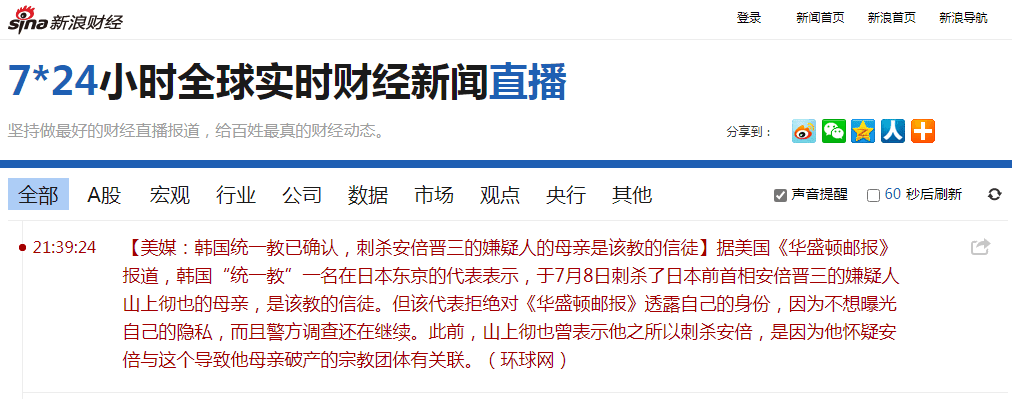 sina新浪财经
登录 新闻首页 新浪首页 新浪导航
7*24小时全球实时财经新闻直播
坚持做最好的财经直播报道，给百姓最真的财经动态。
分享到：
全部 A股 宏观 行业 公司 数据 市场 观点 央行 其他 声音提醒 60 秒后刷新
21:39:24 【美媒：韩国统一教已确认，刺杀安倍晋三的嫌疑人的母亲是该教的信徒】据美国《华盛顿邮报》
报道，韩国“统一教”一名在日本东京的代表表示，于7月8日刺杀了日本前首相安倍晋三的嫌疑人
山上彻也的母亲，是该教的信徒。但该代表拒绝对《华盛顿邮报》透露自己的身份，因为不想曝光
自己的隐私，而且警方调查还在继续。此前，山上彻也曾表示他之所以刺杀安倍，是因为他怀疑安
倍与这个导致他母亲破产的宗教团体有关联。（环球网）